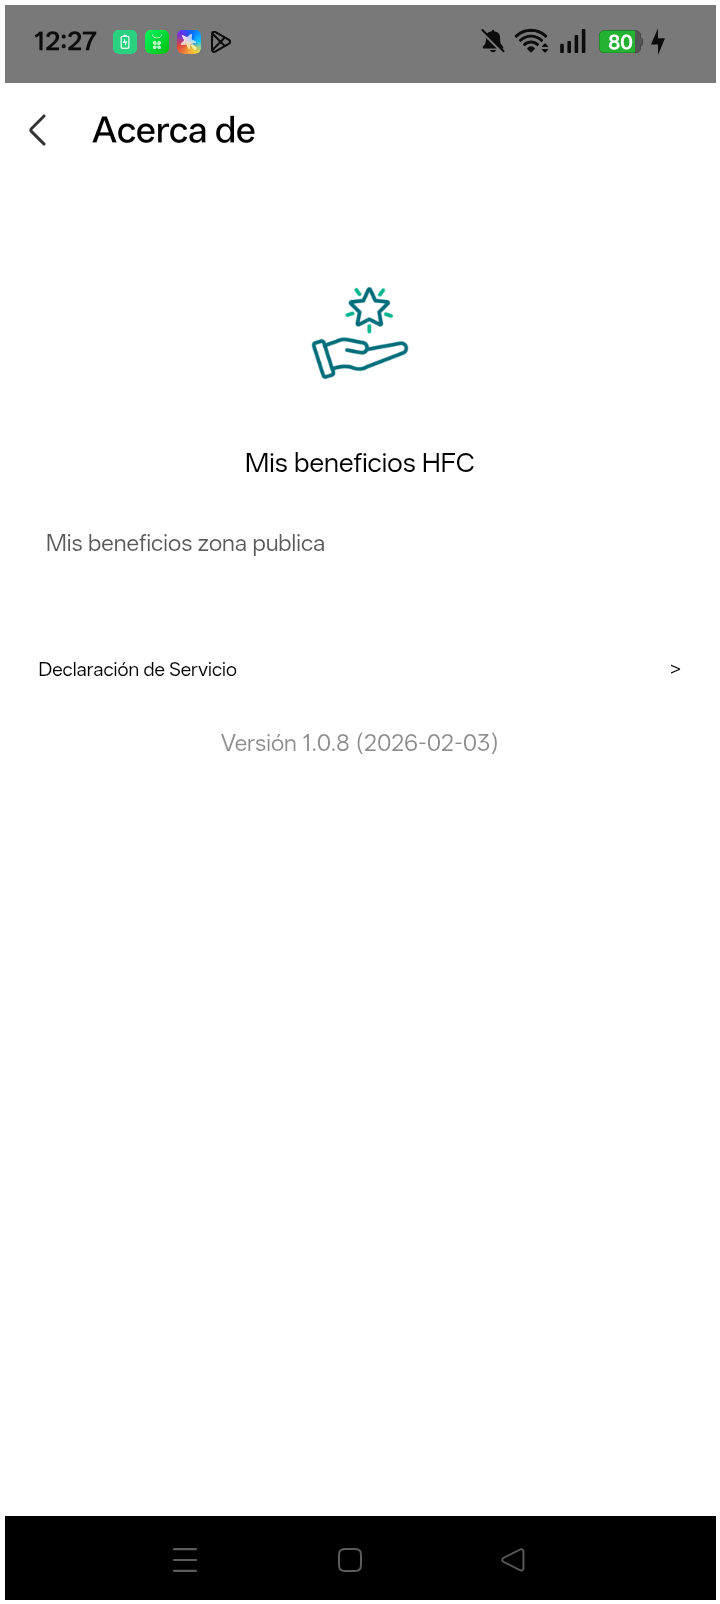 12:27
80
Acerca de
Mis beneficios HFC
Mis beneficios zona publica
Declaración de Servicio >
Versión 1.0.8 (2026-02-03)